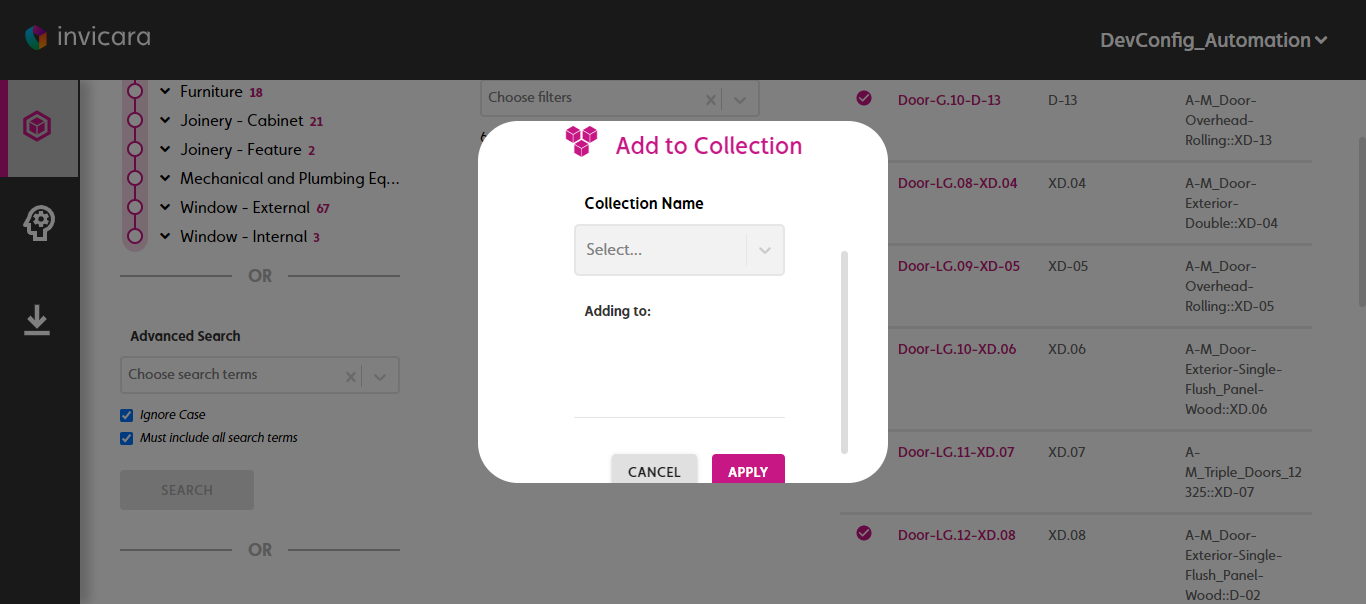 invicara
DevConfig_Automation
Furniture 18
Joinery - Cabinet 21
Joinery - Feature 2
Mechanical and Plumbing Eq...
Window - External 67
Window - Internal 3
OR
Advanced Search
Choose search terms
Ignore Case
Must include all search terms
SEARCH
OR
Choose filters
Add to Collection
Collection Name
Select...
Adding to:
CANCEL
APPLY
Door-G.10-D-13
D-13
A-M_Door-
Overhead-
Rolling::XD-13
Door-LG.08-XD.04
XD.04
A-M_Door-
Exterior-
Double::XD-04
Door-LG.09-XD-05
XD-05
A-M_Door-
Overhead-
Rolling::XD-05
Door-LG.10-XD.06
XD.06
A-M_Door-
Exterior-Single-
Flush_Panel-
Wood::XD.06
Door-LG.11-XD.07
XD.07
A-
M_Triple_Doors_12
325::XD-07
Door-LG.12-XD.08
XD.08
A-M_Door-
Exterior-Single-
Flush_Panel-
Wood::D-02